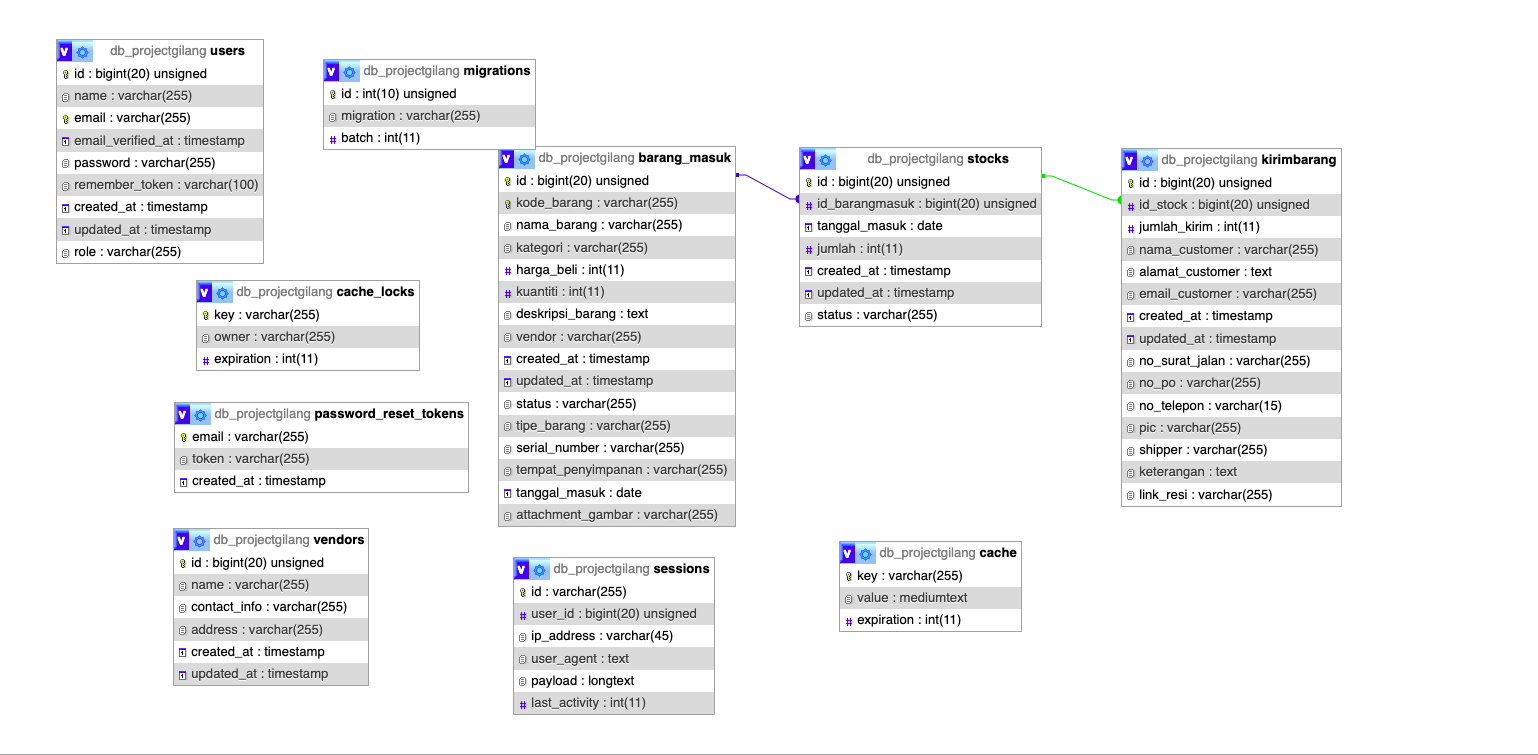 db_projectgilang users
id : bigint(20) unsigned
name : varchar(255)
email : varchar(255)
email_verified_at : timestamp
password : varchar(255)
remember_token : varchar(100)
created_at : timestamp
updated_at : timestamp
role : varchar(255)
db_projectgilang migrations
id : int(10) unsigned
migration : varchar(255)
batch : int(11)
db_projectgilang barang_masuk
id : bigint(20) unsigned
kode_barang : varchar(255)
nama_barang : varchar(255)
kategori : varchar(255)
harga_beli : int(11)
kuantiti : int(11)
deskripsi_barang : text
vendor : varchar(255)
created_at : timestamp
updated_at : timestamp
status : varchar(255)
tipe_barang : varchar(255)
serial_number : varchar(255)
tempat_penyimpanan : varchar(255)
tanggal_masuk : date
attachment_gambar : varchar(255)
db_projectgilang stocks
id : bigint(20) unsigned
id_barangmasuk : bigint(20) unsigned
tanggal_masuk : date
jumlah : int(11)
created_at : timestamp
updated_at : timestamp
status : varchar(255)
db_projectgilang kirimbarang
id : bigint(20) unsigned
id_stock : bigint(20) unsigned
jumlah_kirim : int(11)
nama_customer : varchar(255)
alamat_customer : text
email_customer : varchar(255)
created_at : timestamp
updated_at : timestamp
no_surat_jalan : varchar(255)
no_po : varchar(255)
no_telepon : varchar(15)
pic : varchar(255)
shipper : varchar(255)
keterangan : text
link_resi : varchar(255)
db_projectgilang cache_locks
key : varchar(255)
owner : varchar(255)
expiration : int(11)
db_projectgilang password_reset_tokens
email : varchar(255)
token : varchar(255)
created_at : timestamp
db_projectgilang vendors
id : bigint(20) unsigned
name : varchar(255)
contact_info : varchar(255)
address : varchar(255)
created_at : timestamp
updated_at : timestamp
db_projectgilang sessions
id : varchar(255)
user_id : bigint(20) unsigned
ip_address : varchar(45)
user_agent : text
payload : longtext
last_activity : int(11)
db_projectgilang cache
key : varchar(255)
value : mediumtext
expiration : int(11)